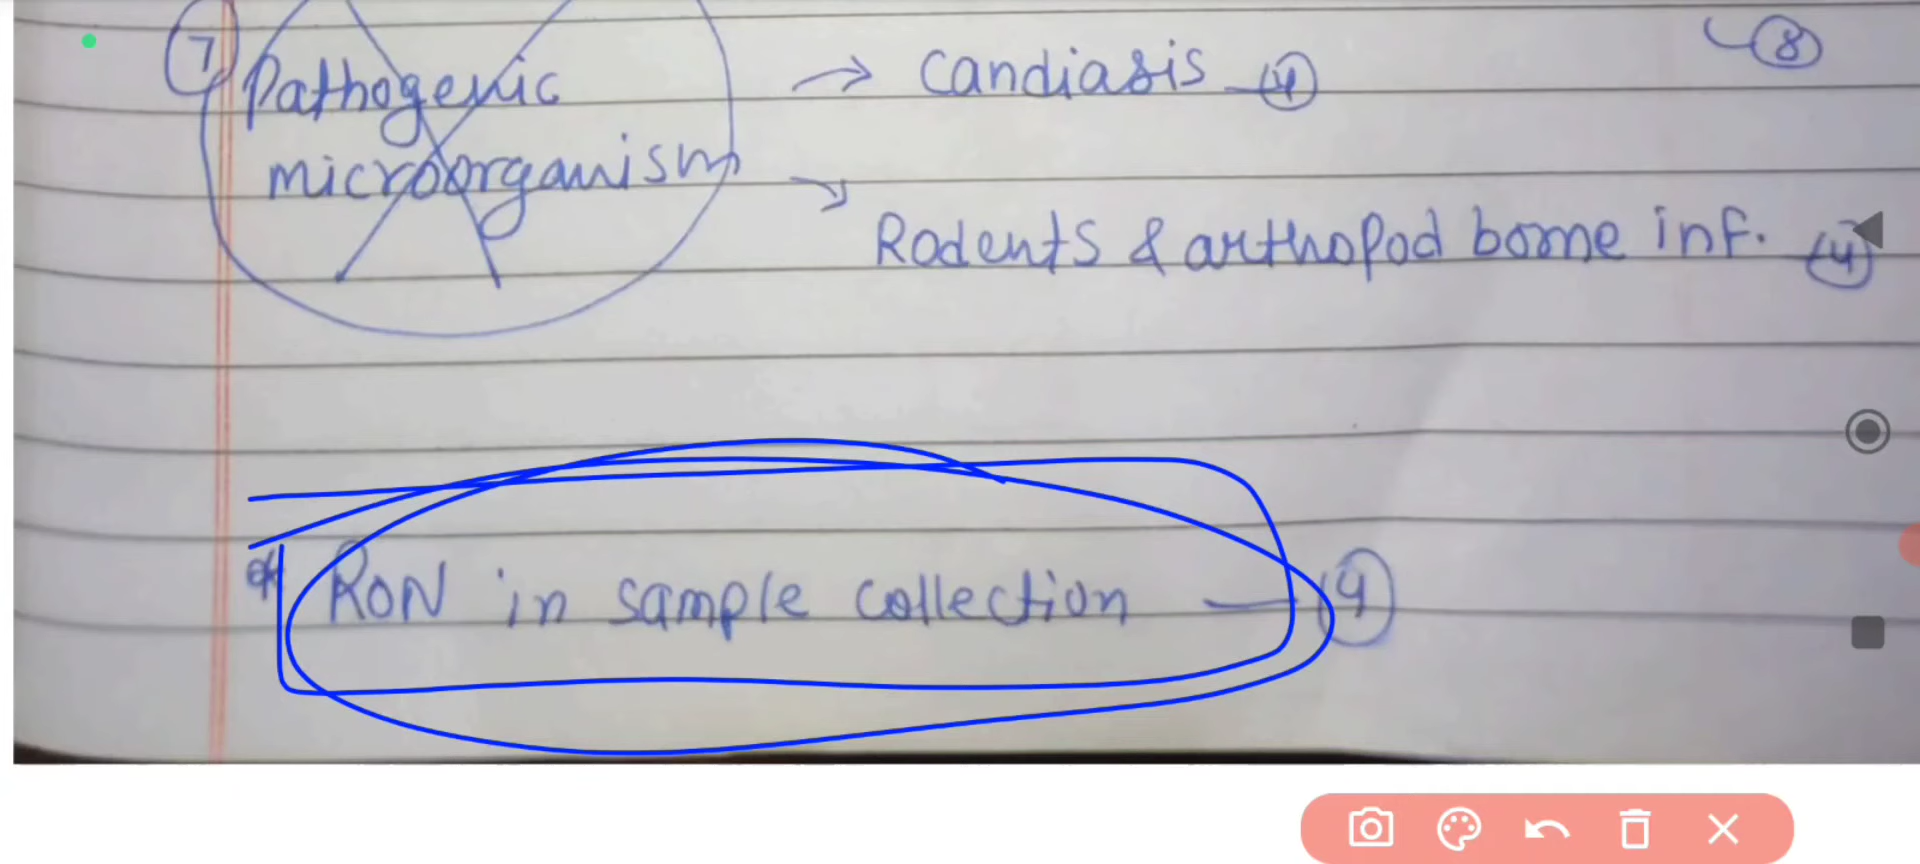 8
7 Pathogenic → Candiasis - 4
microorganism → Rodents & arthopod borne inf. 4
* RON in sample collection — 4